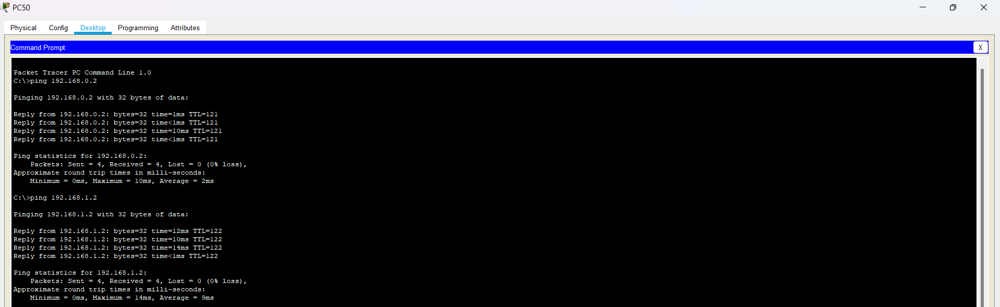 PC50
Physical Config Desktop Programming Attributes
Command Prompt
X
Packet Tracer PC Command Line 1.0
C:\>ping 192.168.0.2
Pinging 192.168.0.2 with 32 bytes of data:
Reply from 192.168.0.2: bytes=32 time=1ms TTL=121
Reply from 192.168.0.2: bytes=32 time<1ms TTL=121
Reply from 192.168.0.2: bytes=32 time=10ms TTL=121
Reply from 192.168.0.2: bytes=32 time<1ms TTL=121
Ping statistics for 192.168.0.2:
    Packets: Sent = 4, Received = 4, Lost = 0 (0% loss),
Approximate round trip times in milli-seconds:
    Minimum = 0ms, Maximum = 10ms, Average = 2ms
C:\>ping 192.168.1.2
Pinging 192.168.1.2 with 32 bytes of data:
Reply from 192.168.1.2: bytes=32 time=12ms TTL=122
Reply from 192.168.1.2: bytes=32 time=10ms TTL=122
Reply from 192.168.1.2: bytes=32 time=14ms TTL=122
Reply from 192.168.1.2: bytes=32 time<1ms TTL=122
Ping statistics for 192.168.1.2:
    Packets: Sent = 4, Received = 4, Lost = 0 (0% loss),
Approximate round trip times in milli-seconds:
    Minimum = 0ms, Maximum = 14ms, Average = 9ms